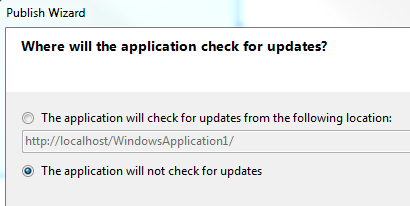 Publish Wizard
Where will the application check for updates?
The application will check for updates from the following location:
http://localhost/WindowsApplication1/
The application will not check for updates